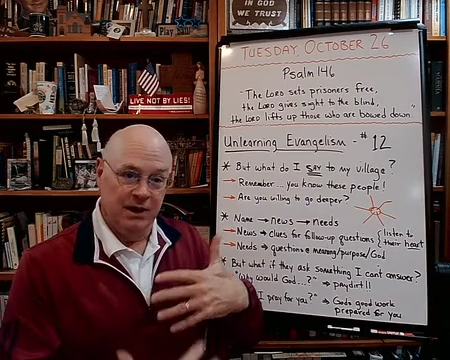 IN GOD
WE TRUST
LIVE NOT BY LIES!
TUESDAY, OCTOBER 26
Psalm 146
"The LORD sets prisoners free,
the LORD gives sight to the blind,
the LORD lifts up those who are bowed down."
Unlearning Evangelism - #12
* But what do I SAY to my village?
→ Remember... you know these people!
→ Are you willing to go deeper?
* Name → news → needs
→ News → clues for follow-up questions
→ Needs → questions @ meaning/purpose/God
listen to
their heart
* But what if they ask something I can't answer?
"Why would God...?" → paydirt!!
I pray for you?" → God's good work
prepared for you